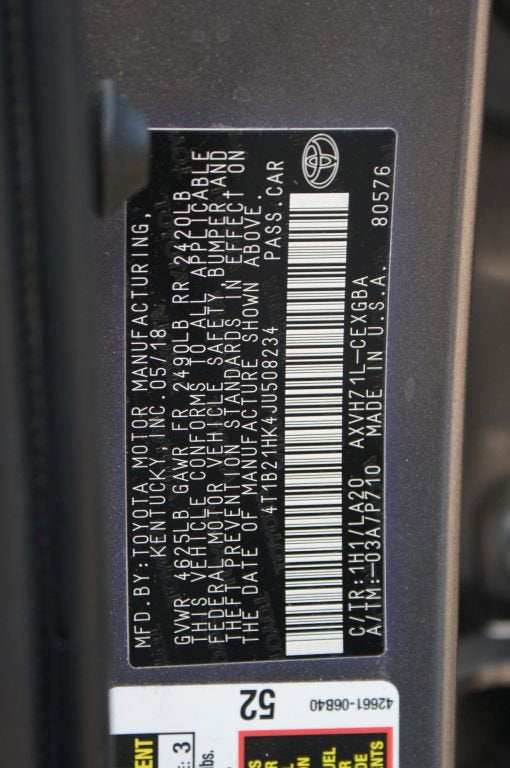 MFD.BY:TOYOTA MOTOR MANUFACTURING,
KENTUCKY, INC. 05/18
GVWR 4625LB GAWR FR 2490LB RR 2420LB
THIS VEHICLE CONFORMS TO ALL APPLICABLE
FEDERAL MOTOR VEHICLE SAFETY, BUMPER AND
THEFT PREVENTION STANDARDS IN EFFECT ON
THE DATE OF MANUFACTURE SHOWN ABOVE.
4T1B21HK4JU508234 PASS.CAR
C/TR:1H1/LA20 AXVH71L-CEXGBA 80576
A/TM:-03A/P710 MADE IN U.S.A.
52
42661-06B40
3
lbs.